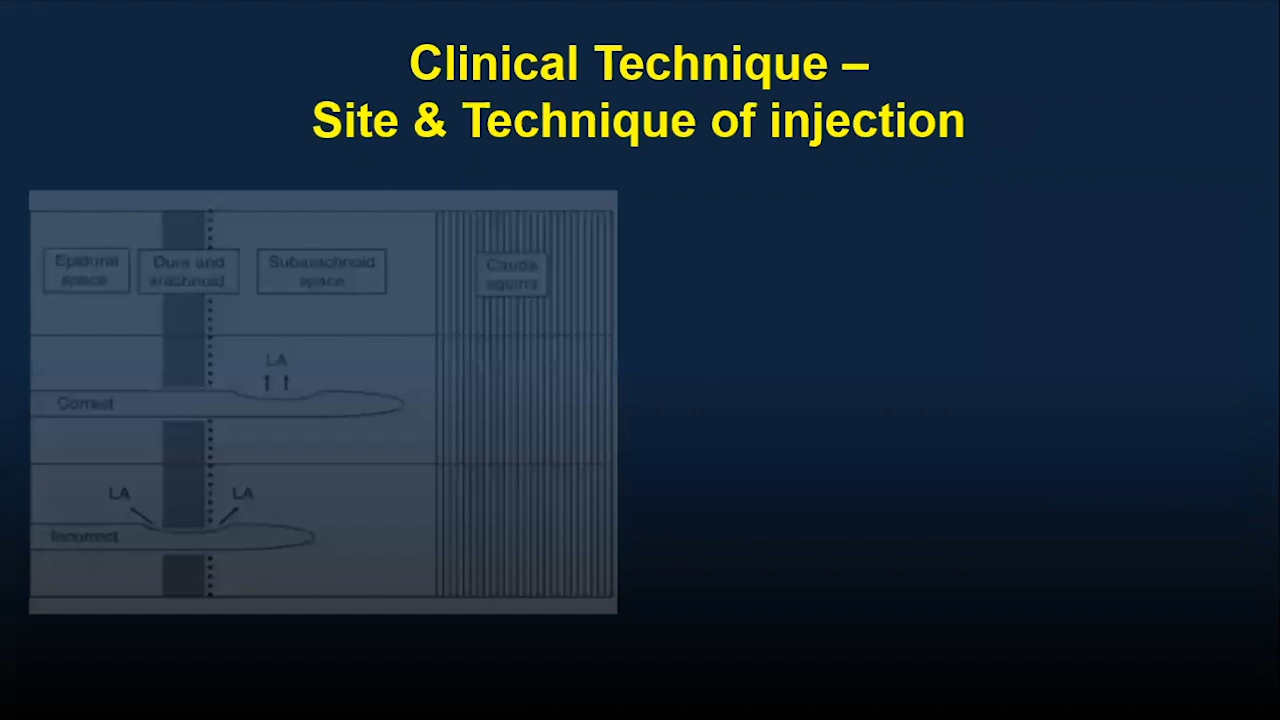 Clinical Technique –
Site & Technique of injection
Epidural space
Dura and arachnoid
Subarachnoid space
Cauda equina
LA
Correct
LA
LA
Incorrect